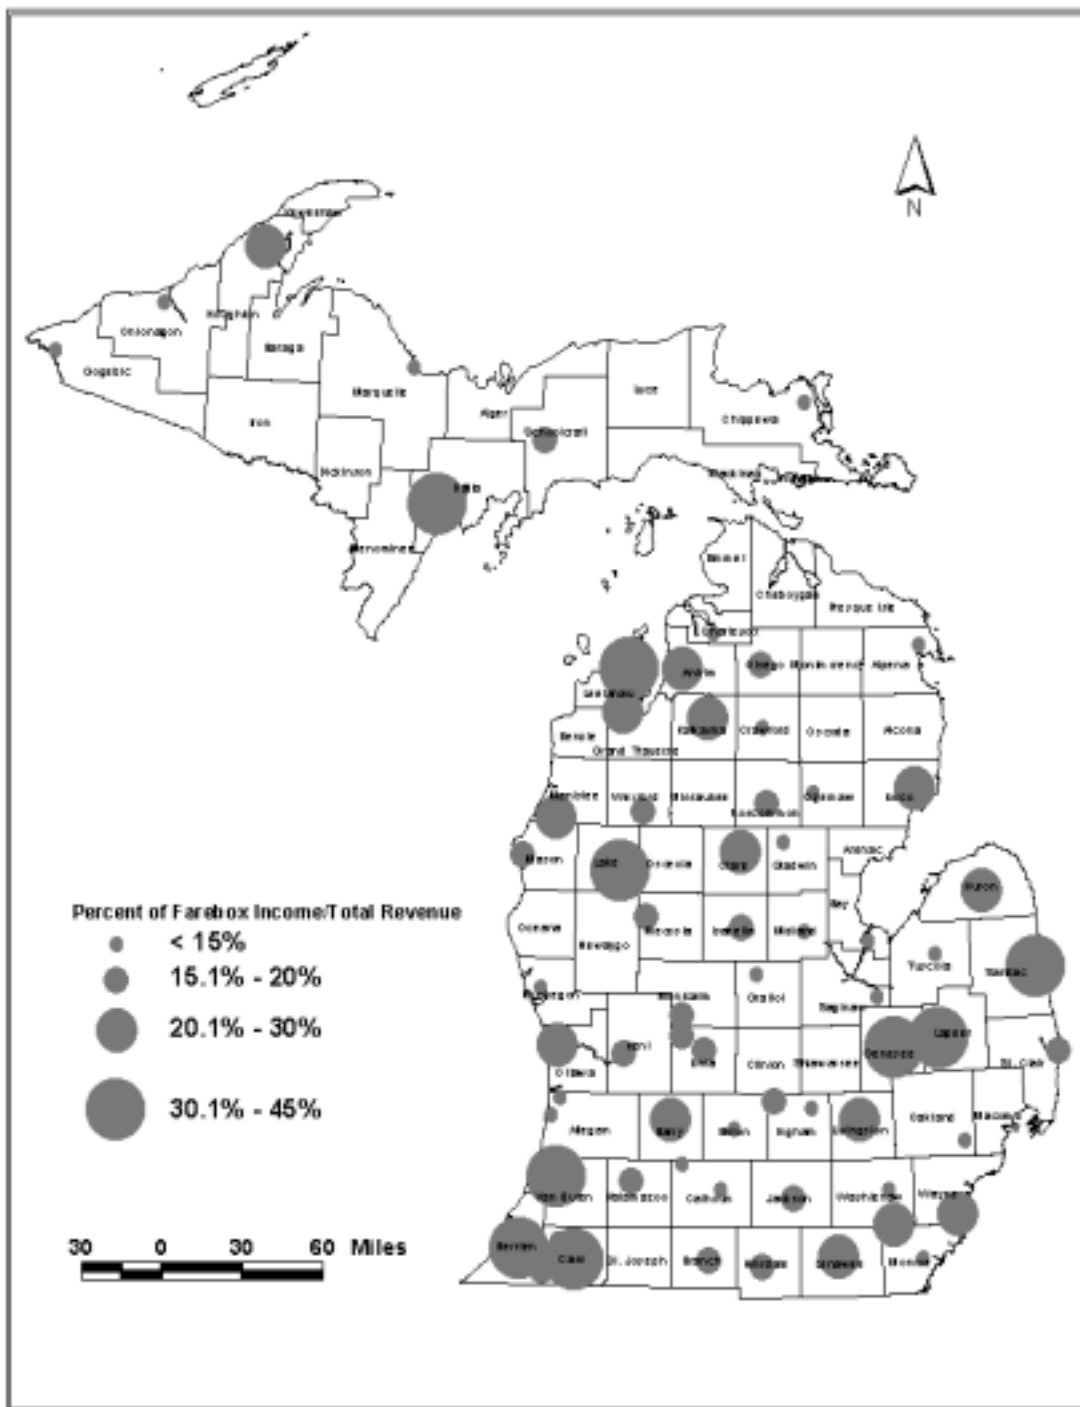 N
Ontonagon
Gogebic
Baraga
Iron
Marquette
Alger
Schoolcraft
Luce
Chippewa
Dickinson
Menominee
Emmet
Cheboygan
Presque Isle
Alpena
Leelanau
Antrim
Otsego
Benzie
Grand Traverse
Kalkaska
Crawford
Oscoda
Alcona
Manistee
Wexford
Missaukee
Roscommon
Ogemaw
Iosco
Mason
Lake
Osceola
Clare
Gladwin
Arenac
Huron
Oceana
Newaygo
Mecosta
Isabella
Midland
Bay
Tuscola
Sanilac
Percent of Farebox Income/Total Revenue
< 15%
15.1% - 20%
20.1% - 30%
30.1% - 45%
Muskegon
Montcalm
Gratiot
Saginaw
Ottawa
Kent
Ionia
Clinton
Shiawassee
Genesee
Lapeer
St. Clair
Allegan
Barry
Eaton
Ingham
Livingston
Oakland
Macomb
Van Buren
Kalamazoo
Calhoun
Jackson
Washtenaw
Wayne
Berrien
Cass
St. Joseph
Branch
Hillsdale
Lenawee
Monroe
30 0 30 60 Miles